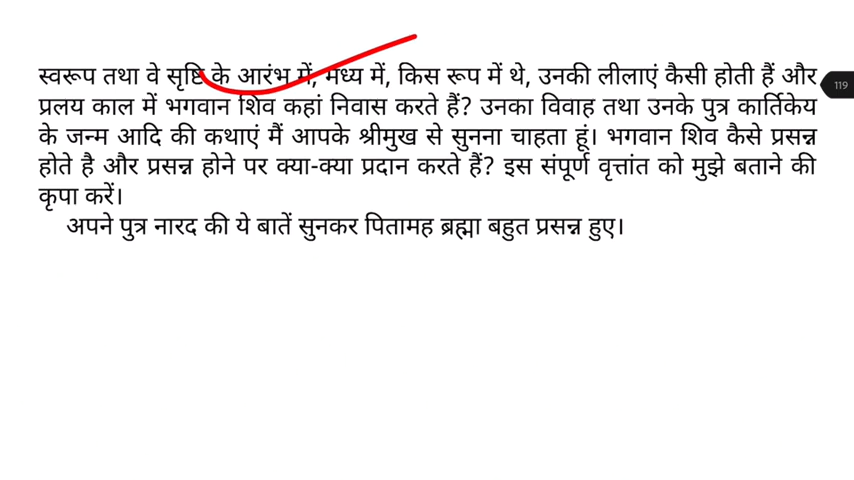 स्वरूप तथा वे सृष्टि के आरंभ में, मध्य में, किस रूप में थे, उनकी लीलाएं कैसी होती हैं और
119
प्रलय काल में भगवान शिव कहां निवास करते हैं? उनका विवाह तथा उनके पुत्र कार्तिकेय
के जन्म आदि की कथाएं मैं आपके श्रीमुख से सुनना चाहता हूं। भगवान शिव कैसे प्रसन्न
होते है और प्रसन्न होने पर क्या-क्या प्रदान करते हैं? इस संपूर्ण वृत्तांत को मुझे बताने की
कृपा करें।
अपने पुत्र नारद की ये बातें सुनकर पितामह ब्रह्मा बहुत प्रसन्न हुए।